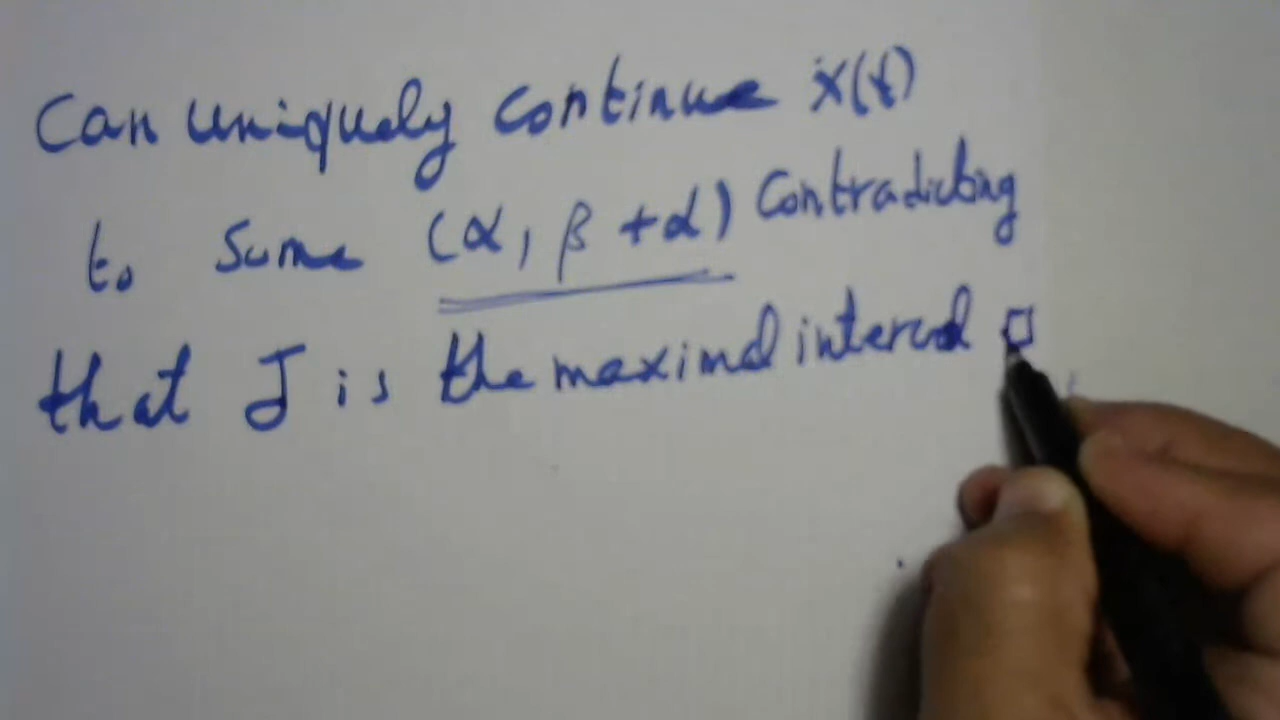 Can uniquely continue x(t)
to some (α, β + α) contradicting
that J is the maximal interval □